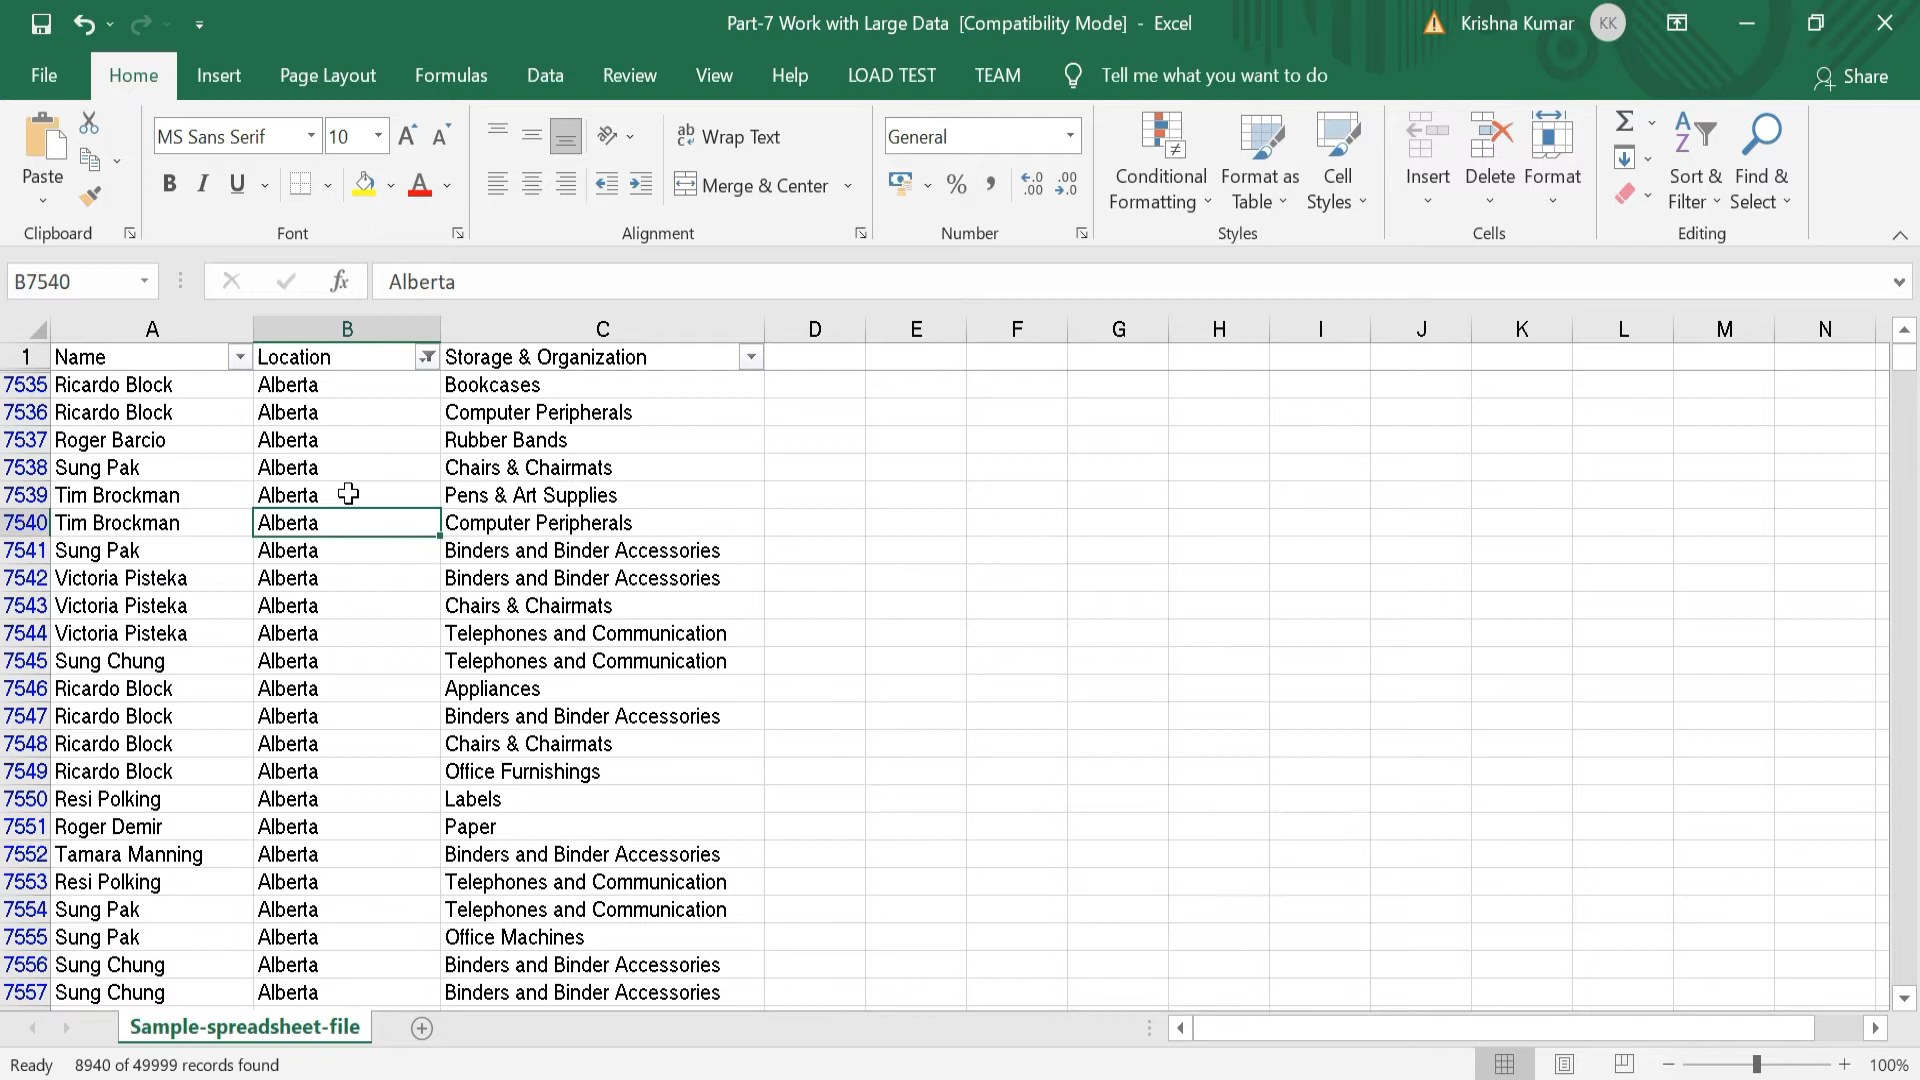 Part-7 Work with Large Data [Compatibility Mode] - Excel
Krishna Kumar KK
File Home Insert Page Layout Formulas Data Review View Help LOAD TEST TEAM Tell me what you want to do Share
Paste
MS Sans Serif 10 A A
ab c Wrap Text
General
B I U A
Merge & Center
% , .0 .00 .00 .0
Conditional Formatting
Format as Table
Cell Styles
Insert Delete Format
Σ
A Z
Sort & Filter
Find & Select
Clipboard Font Alignment Number Styles Cells Editing
B7540 fx Alberta
A B C D E F G H I J K L M N
1 Name Location Storage & Organization
7535 Ricardo Block Alberta Bookcases
7536 Ricardo Block Alberta Computer Peripherals
7537 Roger Barcio Alberta Rubber Bands
7538 Sung Pak Alberta Chairs & Chairmats
7539 Tim Brockman Alberta Pens & Art Supplies
7540 Tim Brockman Alberta Computer Peripherals
7541 Sung Pak Alberta Binders and Binder Accessories
7542 Victoria Pisteka Alberta Binders and Binder Accessories
7543 Victoria Pisteka Alberta Chairs & Chairmats
7544 Victoria Pisteka Alberta Telephones and Communication
7545 Sung Chung Alberta Telephones and Communication
7546 Ricardo Block Alberta Appliances
7547 Ricardo Block Alberta Binders and Binder Accessories
7548 Ricardo Block Alberta Chairs & Chairmats
7549 Ricardo Block Alberta Office Furnishings
7550 Resi Polking Alberta Labels
7551 Roger Demir Alberta Paper
7552 Tamara Manning Alberta Binders and Binder Accessories
7553 Resi Polking Alberta Telephones and Communication
7554 Sung Pak Alberta Telephones and Communication
7555 Sung Pak Alberta Office Machines
7556 Sung Chung Alberta Binders and Binder Accessories
7557 Sung Chung Alberta Binders and Binder Accessories
Sample-spreadsheet-file
Ready 8940 of 49999 records found 100%